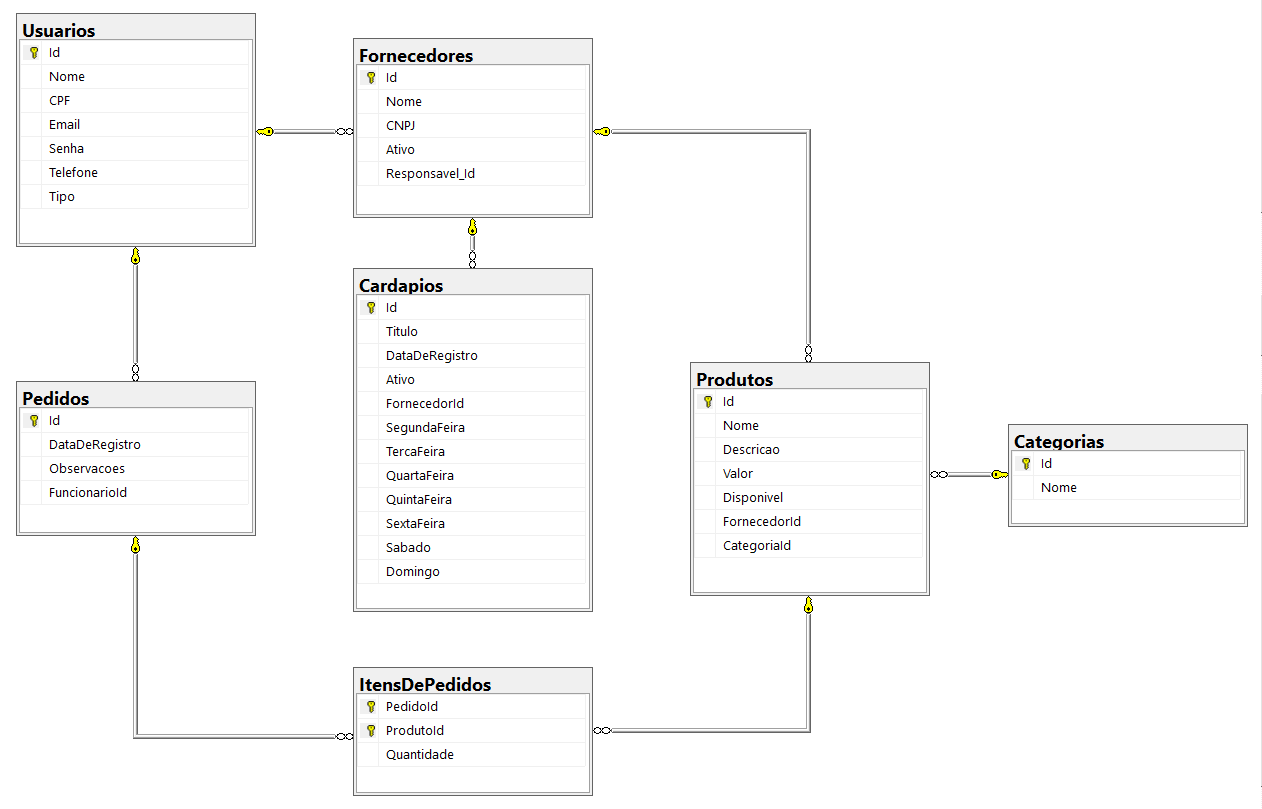 Usuarios
Id
Nome
CPF
Email
Senha
Telefone
Tipo
Fornecedores
Id
Nome
CNPJ
Ativo
Responsavel_Id
Cardapios
Id
Titulo
DataDeRegistro
Ativo
FornecedorId
SegundaFeira
TercaFeira
QuartaFeira
QuintaFeira
SextaFeira
Sabado
Domingo
Pedidos
Id
DataDeRegistro
Observacoes
FuncionarioId
Produtos
Id
Nome
Descricao
Valor
Disponivel
FornecedorId
CategoriaId
Categorias
Id
Nome
ItensDePedidos
PedidoId
ProdutoId
Quantidade